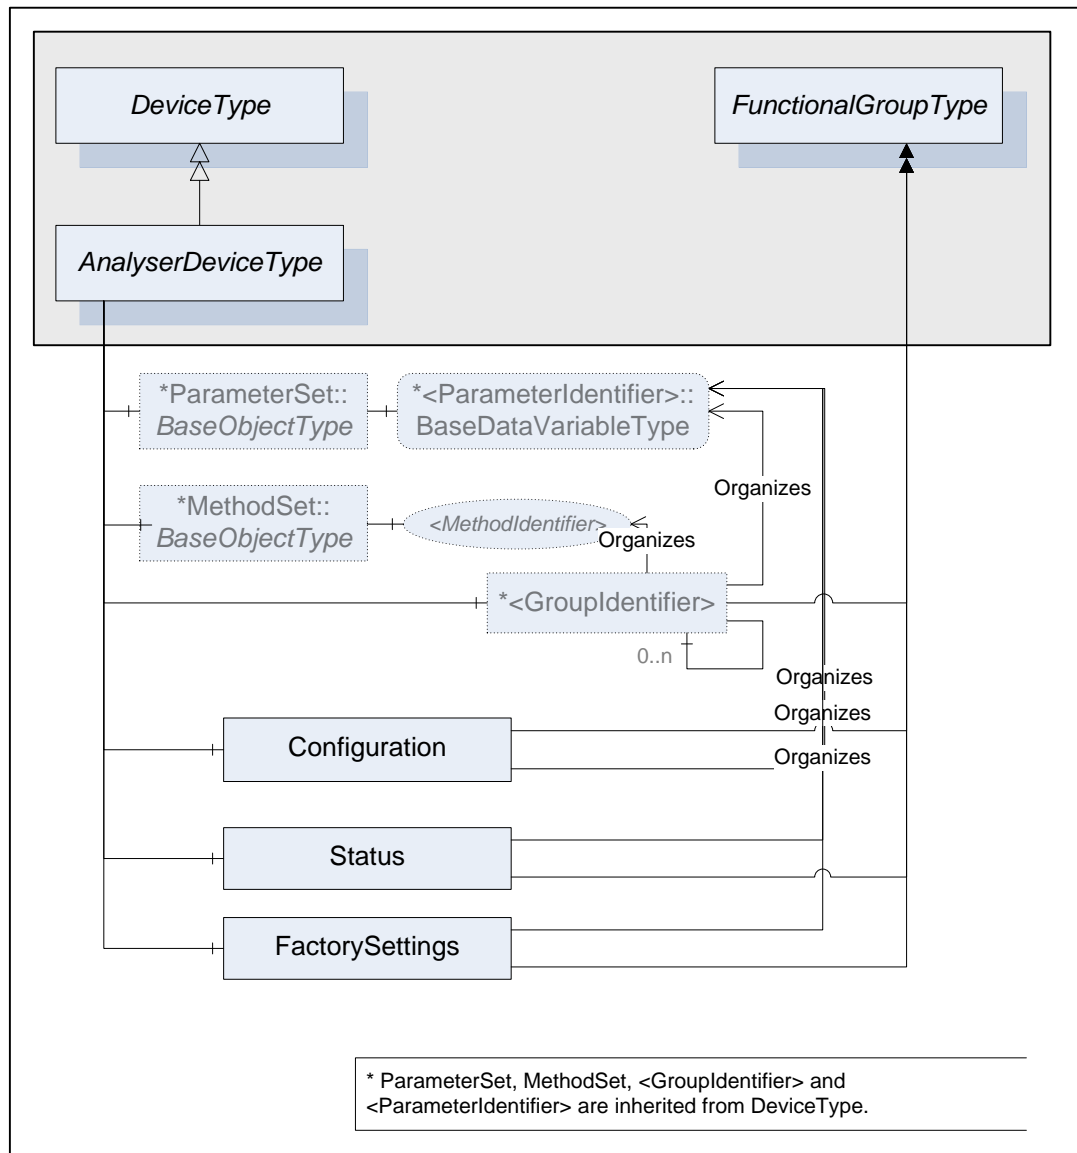 DeviceType
FunctionalGroupType
AnalyserDeviceType
*ParameterSet::
BaseObjectType
*<ParameterIdentifier>::
BaseDataVariableType
Organizes
*MethodSet::
BaseObjectType
<MethodIdentifier>
Organizes
*<GroupIdentifier>
0..n
Organizes
Organizes
Configuration
Organizes
Status
FactorySettings
* ParameterSet, MethodSet, <GroupIdentifier> and
<ParameterIdentifier> are inherited from DeviceType.